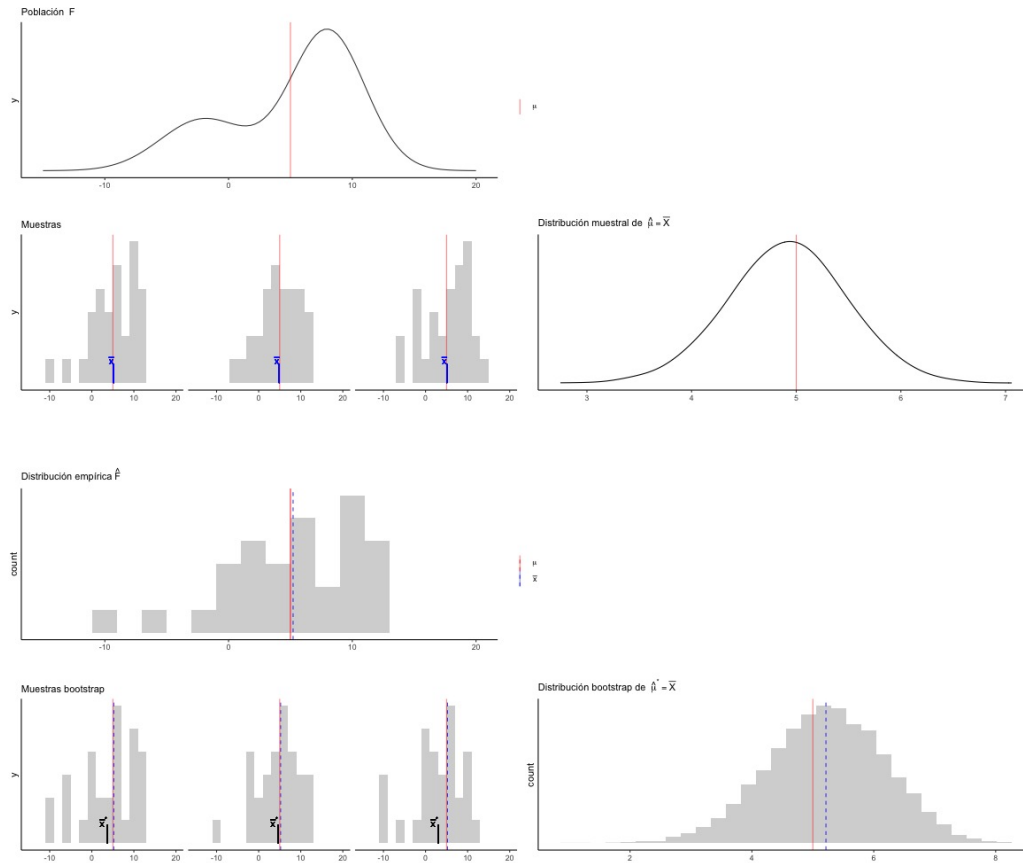 Población F
y
-10 0 10 20
μ
Muestras
y
x̄ x̄ x̄
-10 0 10 20 -10 0 10 20 -10 0 10 20
Distribución muestral de μ̂ = X̄
3 4 5 6 7
Distribución empírica F̂
count
-10 0 10 20
μ
x̄
Muestras bootstrap
y
x̄* x̄* x̄*
-10 0 10 20 -10 0 10 20 -10 0 10 20
Distribución bootstrap de μ̂* = X̄
count
2 4 6 8